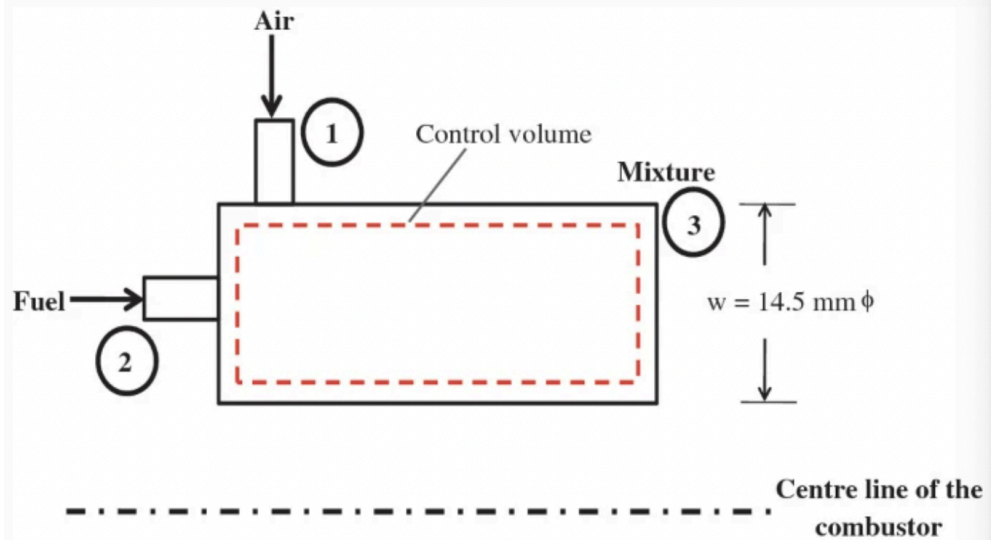 Air
1
Control volume
Mixture
3
Fuel
w = 14.5 mm ϕ
2
Centre line of the
combustor